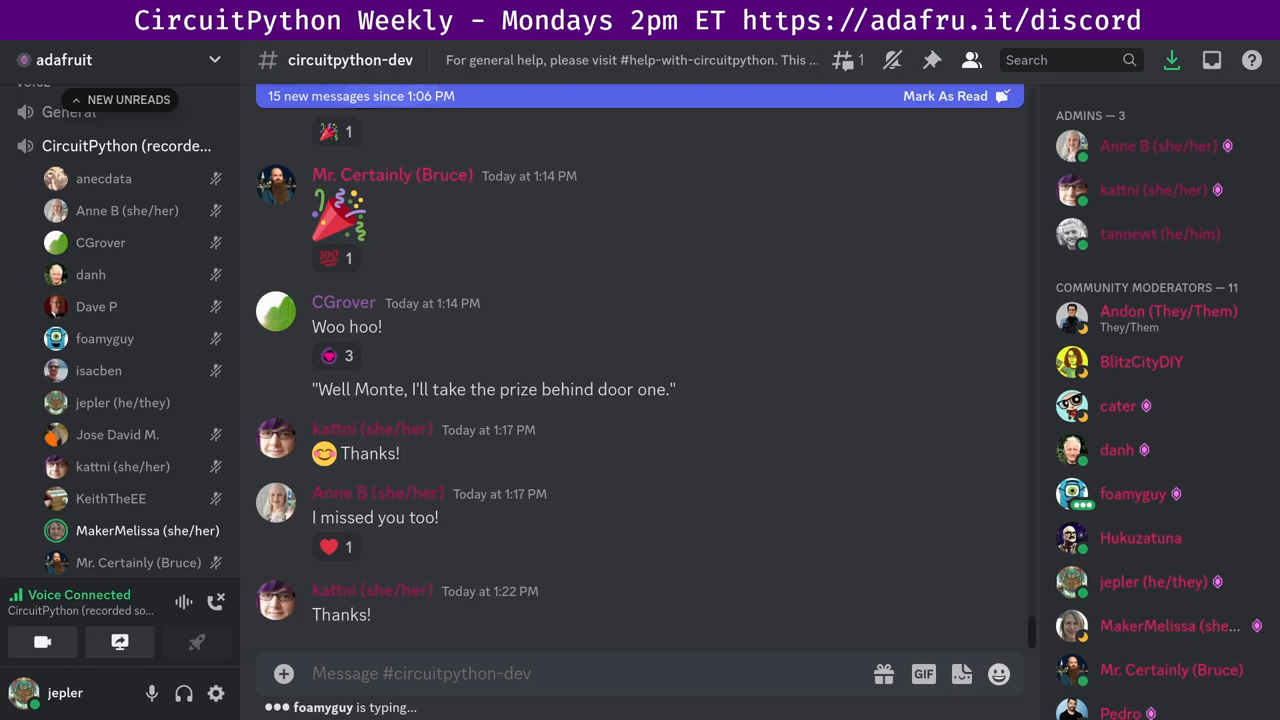 CircuitPython Weekly - Mondays 2pm ET https://adafru.it/discord
adafruit
# circuitpython-dev
For general help, please visit #help-with-circuitpython. This ...
1
Search
NEW UNREADS
General
CircuitPython (recorde...
anecdata
Anne B (she/her)
CGrover
danh
Dave P
foamyguy
isacben
jepler (he/they)
Jose David M.
kattni (she/her)
KeithTheEE
MakerMelissa (she/her)
Mr. Certainly (Bruce)
Voice Connected
CircuitPython (recorded so...
jepler
15 new messages since 1:06 PM
Mark As Read
1
Mr. Certainly (Bruce) Today at 1:14 PM
100 1
CGrover Today at 1:14 PM
Woo hoo!
3
"Well Monte, I'll take the prize behind door one."
kattni (she/her) Today at 1:17 PM
Thanks!
Anne B (she/her) Today at 1:17 PM
I missed you too!
1
kattni (she/her) Today at 1:22 PM
Thanks!
Message #circuitpython-dev
GIF
foamyguy is typing...
ADMINS — 3
Anne B (she/her)
kattni (she/her)
tannewt (he/him)
COMMUNITY MODERATORS — 11
Andon (They/Them)
They/Them
BlitzCityDIY
cater
danh
foamyguy
Hukuzatuna
jepler (he/they)
MakerMelissa (she...
Mr. Certainly (Bruce)
Pedro